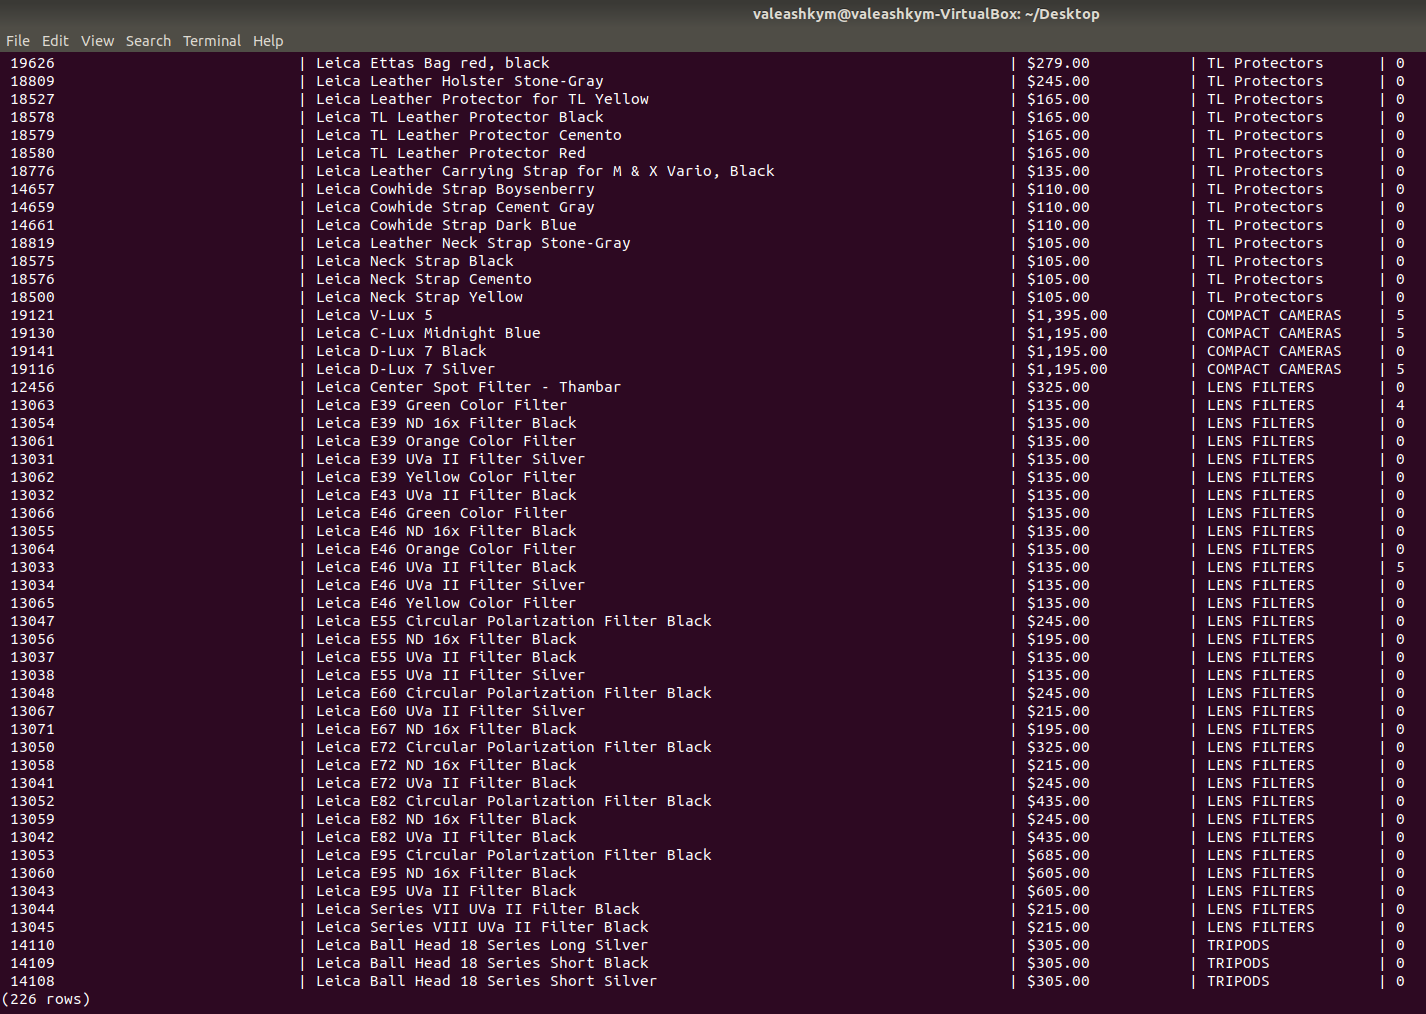 valeashkym@valeashkym-VirtualBox: ~/Desktop
File Edit View Search Terminal Help
19626 | Leica Ettas Bag red, black | $279.00 | TL Protectors | 0
18809 | Leica Leather Holster Stone-Gray | $245.00 | TL Protectors | 0
18527 | Leica Leather Protector for TL Yellow | $165.00 | TL Protectors | 0
18578 | Leica TL Leather Protector Black | $165.00 | TL Protectors | 0
18579 | Leica TL Leather Protector Cemento | $165.00 | TL Protectors | 0
18580 | Leica TL Leather Protector Red | $165.00 | TL Protectors | 0
18776 | Leica Leather Carrying Strap for M & X Vario, Black | $135.00 | TL Protectors | 0
14657 | Leica Cowhide Strap Boysenberry | $110.00 | TL Protectors | 0
14659 | Leica Cowhide Strap Cement Gray | $110.00 | TL Protectors | 0
14661 | Leica Cowhide Strap Dark Blue | $110.00 | TL Protectors | 0
18819 | Leica Leather Neck Strap Stone-Gray | $105.00 | TL Protectors | 0
18575 | Leica Neck Strap Black | $105.00 | TL Protectors | 0
18576 | Leica Neck Strap Cemento | $105.00 | TL Protectors | 0
18500 | Leica Neck Strap Yellow | $105.00 | TL Protectors | 0
19121 | Leica V-Lux 5 | $1,395.00 | COMPACT CAMERAS | 5
19130 | Leica C-Lux Midnight Blue | $1,195.00 | COMPACT CAMERAS | 5
19141 | Leica D-Lux 7 Black | $1,195.00 | COMPACT CAMERAS | 0
19116 | Leica D-Lux 7 Silver | $1,195.00 | COMPACT CAMERAS | 5
12456 | Leica Center Spot Filter - Thambar | $325.00 | LENS FILTERS | 0
13063 | Leica E39 Green Color Filter | $135.00 | LENS FILTERS | 4
13054 | Leica E39 ND 16x Filter Black | $135.00 | LENS FILTERS | 0
13061 | Leica E39 Orange Color Filter | $135.00 | LENS FILTERS | 0
13031 | Leica E39 UVa II Filter Silver | $135.00 | LENS FILTERS | 0
13062 | Leica E39 Yellow Color Filter | $135.00 | LENS FILTERS | 0
13032 | Leica E43 UVa II Filter Black | $135.00 | LENS FILTERS | 0
13066 | Leica E46 Green Color Filter | $135.00 | LENS FILTERS | 0
13055 | Leica E46 ND 16x Filter Black | $135.00 | LENS FILTERS | 0
13064 | Leica E46 Orange Color Filter | $135.00 | LENS FILTERS | 0
13033 | Leica E46 UVa II Filter Black | $135.00 | LENS FILTERS | 5
13034 | Leica E46 UVa II Filter Silver | $135.00 | LENS FILTERS | 0
13065 | Leica E46 Yellow Color Filter | $135.00 | LENS FILTERS | 0
13047 | Leica E55 Circular Polarization Filter Black | $245.00 | LENS FILTERS | 0
13056 | Leica E55 ND 16x Filter Black | $195.00 | LENS FILTERS | 0
13037 | Leica E55 UVa II Filter Black | $135.00 | LENS FILTERS | 0
13038 | Leica E55 UVa II Filter Silver | $135.00 | LENS FILTERS | 0
13048 | Leica E60 Circular Polarization Filter Black | $245.00 | LENS FILTERS | 0
13067 | Leica E60 UVa II Filter Silver | $215.00 | LENS FILTERS | 0
13071 | Leica E67 ND 16x Filter Black | $195.00 | LENS FILTERS | 0
13050 | Leica E72 Circular Polarization Filter Black | $325.00 | LENS FILTERS | 0
13058 | Leica E72 ND 16x Filter Black | $215.00 | LENS FILTERS | 0
13041 | Leica E72 UVa II Filter Black | $245.00 | LENS FILTERS | 0
13052 | Leica E82 Circular Polarization Filter Black | $435.00 | LENS FILTERS | 0
13059 | Leica E82 ND 16x Filter Black | $245.00 | LENS FILTERS | 0
13042 | Leica E82 UVa II Filter Black | $435.00 | LENS FILTERS | 0
13053 | Leica E95 Circular Polarization Filter Black | $685.00 | LENS FILTERS | 0
13060 | Leica E95 ND 16x Filter Black | $605.00 | LENS FILTERS | 0
13043 | Leica E95 UVa II Filter Black | $605.00 | LENS FILTERS | 0
13044 | Leica Series VII UVa II Filter Black | $215.00 | LENS FILTERS | 0
13045 | Leica Series VIII UVa II Filter Black | $215.00 | LENS FILTERS | 0
14110 | Leica Ball Head 18 Series Long Silver | $305.00 | TRIPODS | 0
14109 | Leica Ball Head 18 Series Short Black | $305.00 | TRIPODS | 0
14108 | Leica Ball Head 18 Series Short Silver | $305.00 | TRIPODS | 0
(226 rows)